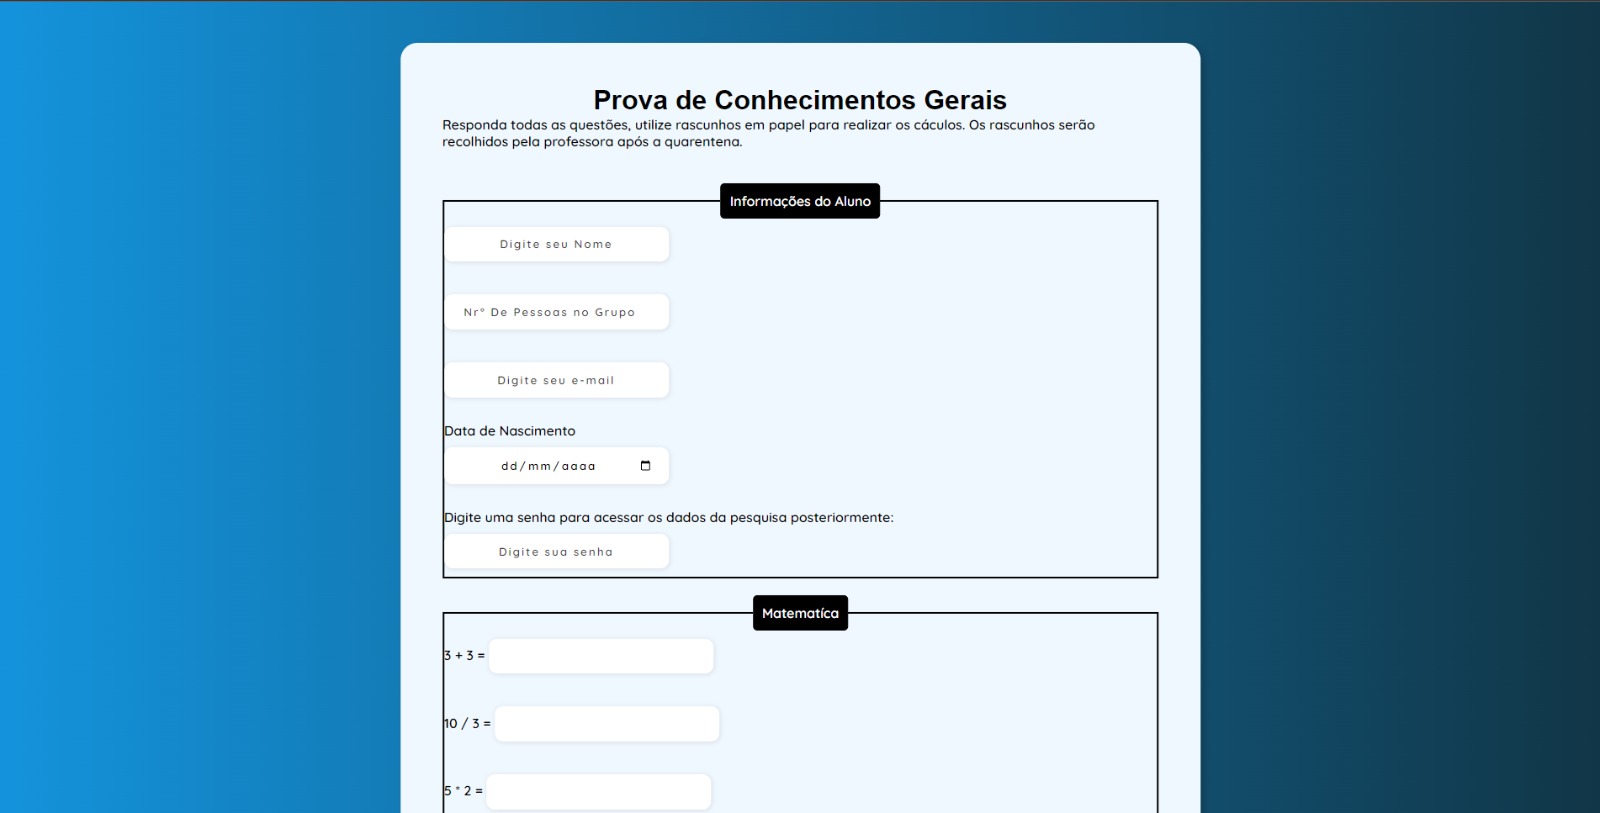 Prova de Conhecimentos Gerais
Responda todas as questões, utilize rascunhos em papel para realizar os cáculos. Os rascunhos serão
recolhidos pela professora após a quarentena.
Informações do Aluno
Digite seu Nome
Nrº De Pessoas no Grupo
Digite seu e-mail
Data de Nascimento
dd/mm/aaaa
Digite uma senha para acessar os dados da pesquisa posteriormente:
Digite sua senha
Matematíca
3 + 3 =
10 / 3 =
5 * 2 =